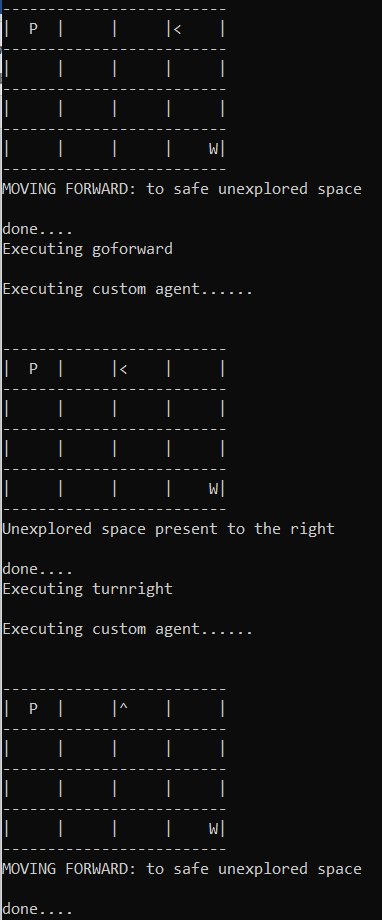 -------------------------
|  P  |     |     |<    |
-------------------------
|     |     |     |     |
-------------------------
|     |     |     |     |
-------------------------
|     |     |     |    W|
-------------------------
MOVING FORWARD: to safe unexplored space
done....
Executing goforward
Executing custom agent......
-------------------------
|  P  |     |<    |     |
-------------------------
|     |     |     |     |
-------------------------
|     |     |     |     |
-------------------------
|     |     |     |    W|
-------------------------
Unexplored space present to the right
done....
Executing turnright
Executing custom agent......
-------------------------
|  P  |     |^    |     |
-------------------------
|     |     |     |     |
-------------------------
|     |     |     |     |
-------------------------
|     |     |     |    W|
-------------------------
MOVING FORWARD: to safe unexplored space
done....